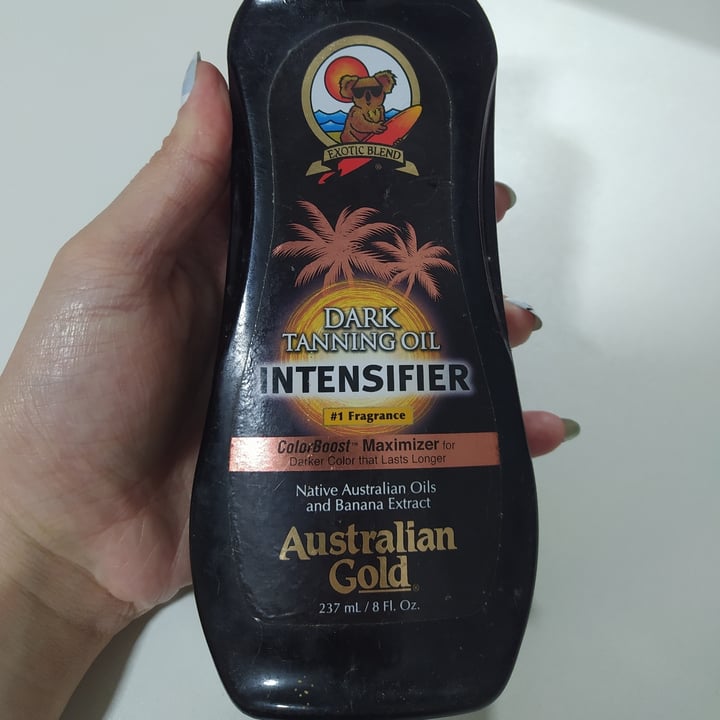 EXOTIC BLEND
®
DARK
TANNING OIL
INTENSIFIER
#1 Fragrance
ColorBoost™ Maximizer for
Darker Color that Lasts Longer
Native Australian Oils
and Banana Extract
Australian
Gold®
237 mL / 8 Fl. Oz.